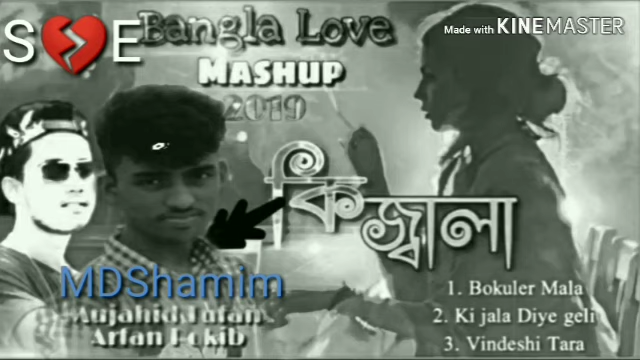 Made with KINEMASTER
S💔E
Bangla Love
MASHUP
2019
কি জ্বালা
MDShamim
1. Bokuler Mala
2. Ki jala Diye geli
3. Vindeshi Tara